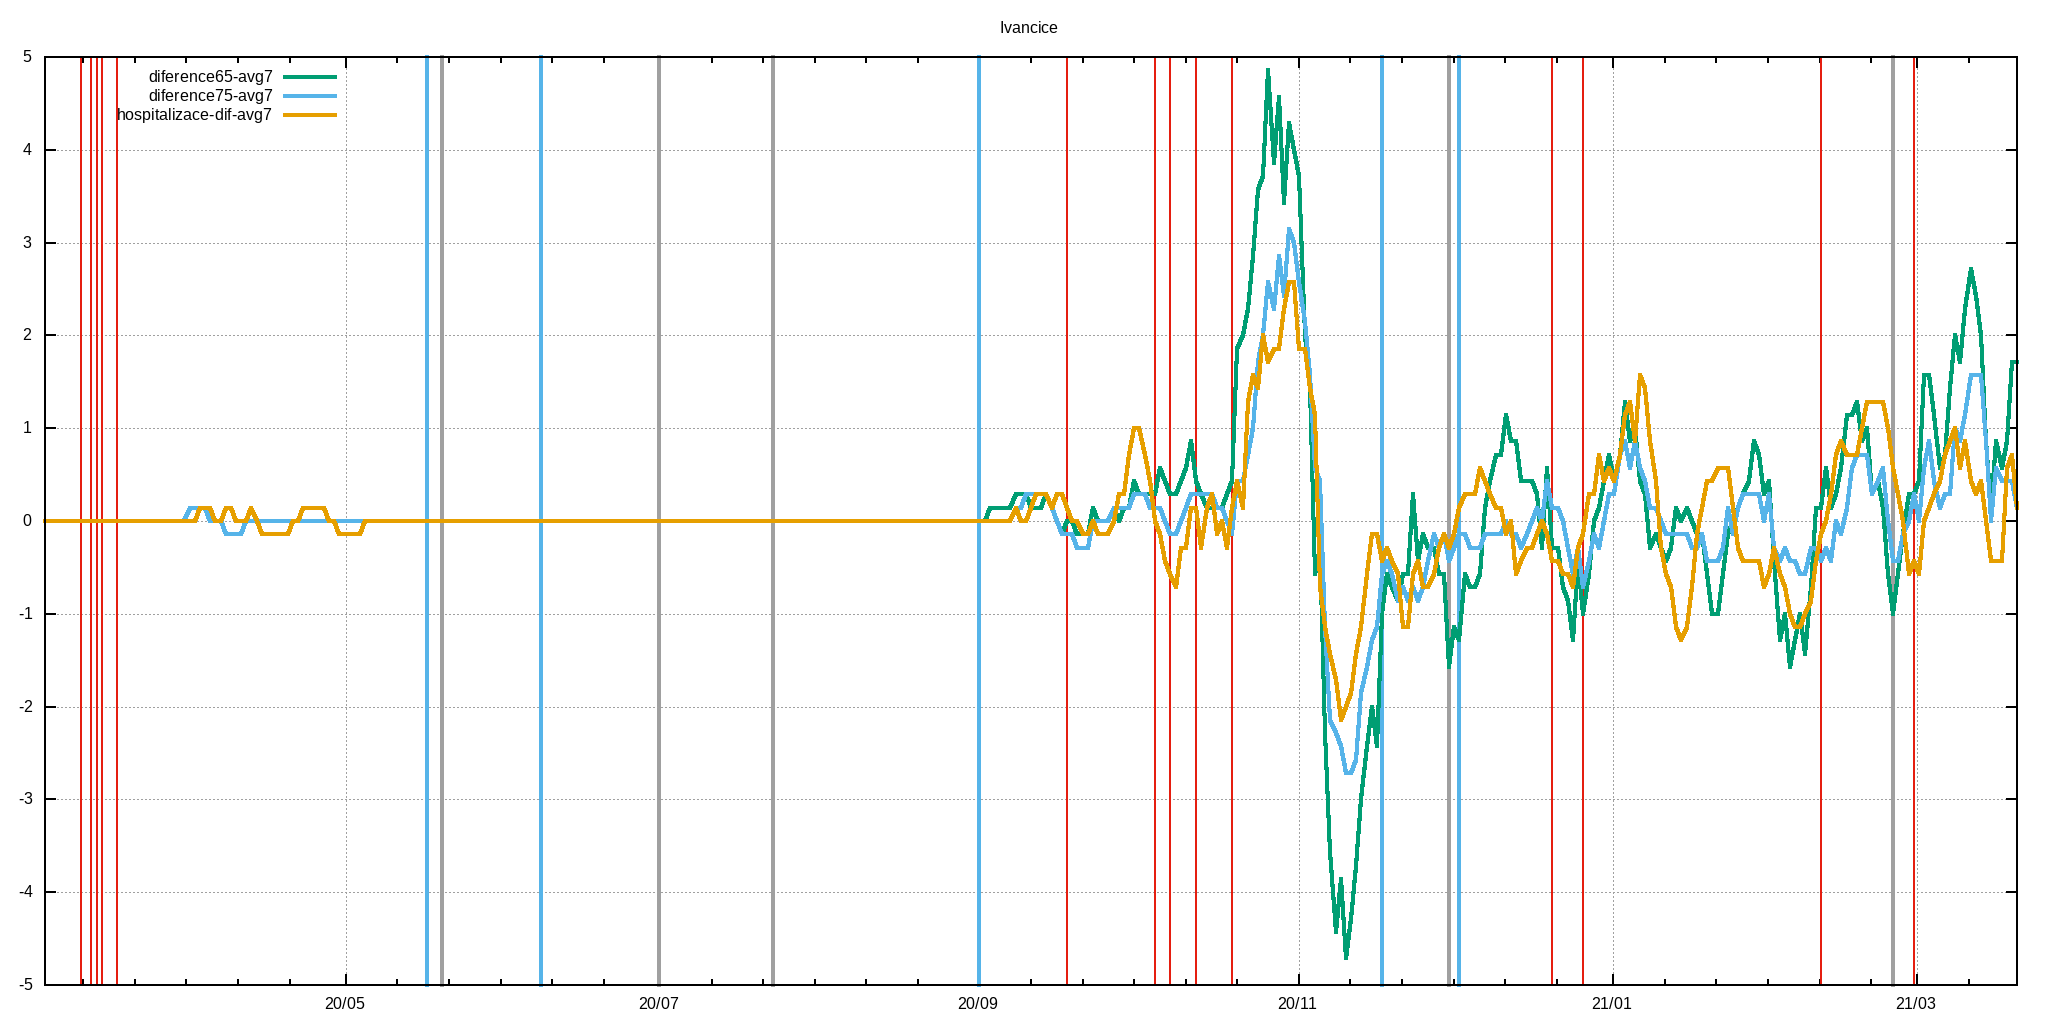 Ivancice
diference65-avg7
diference75-avg7
hospitalizace-dif-avg7
5
4
3
2
1
0
-1
-2
-3
-4
-5
20/05 20/07 20/09 20/11 21/01 21/03